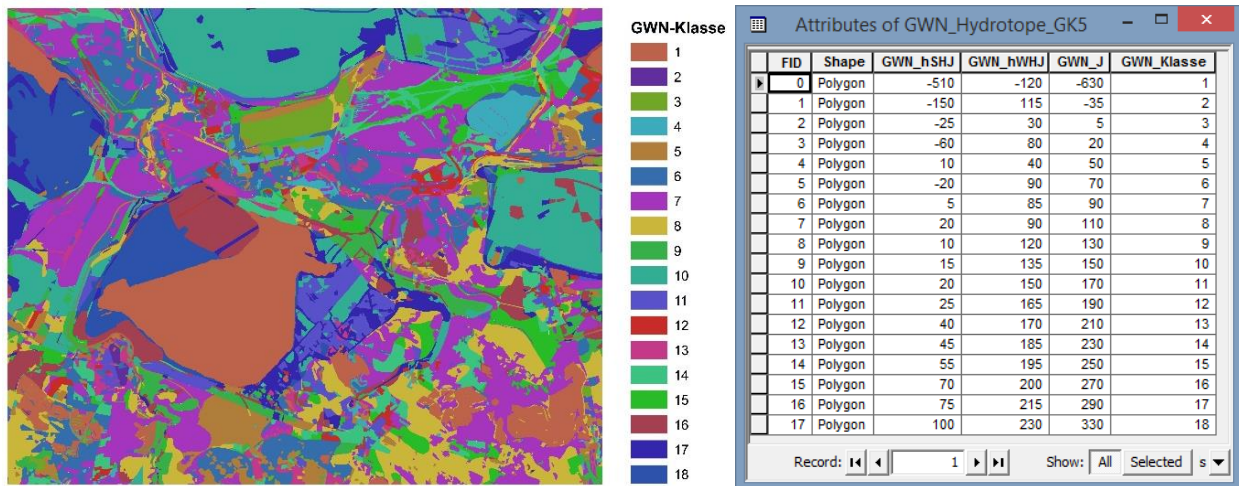 GWN-Klasse
1
2
3
4
5
6
7
8
9
10
11
12
13
14
15
16
17
18
Attributes of GWN_Hydrotope_GK5
FID Shape GWN_hSHJ GWN_hWHJ GWN_J GWN_Klasse
0 Polygon -510 -120 -630 1
1 Polygon -150 115 -35 2
2 Polygon -25 30 5 3
3 Polygon -60 80 20 4
4 Polygon 10 40 50 5
5 Polygon -20 90 70 6
6 Polygon 5 85 90 7
7 Polygon 20 90 110 8
8 Polygon 10 120 130 9
9 Polygon 15 135 150 10
10 Polygon 20 150 170 11
11 Polygon 25 165 190 12
12 Polygon 40 170 210 13
13 Polygon 45 185 230 14
14 Polygon 55 195 250 15
15 Polygon 70 200 270 16
16 Polygon 75 215 290 17
17 Polygon 100 230 330 18
Record: 1 Show: All Selected s